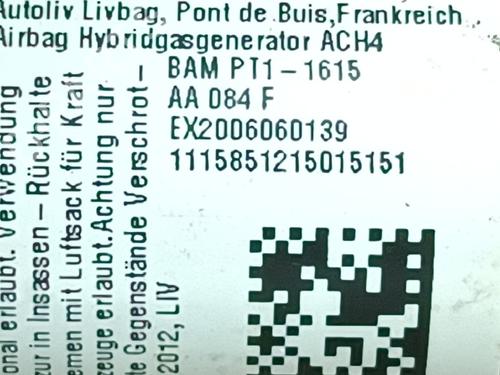 Autoliv Livbag, Pont de Buis,Frankreich
Airbag Hybridgasgenerator ACH4
BAM PT1-1615
AA 084 F
EX2006060139
1115851215015151
onal erlaubt. Verwendung
zur in Insassen-Rückhalte
emen mit Luftsack für Kraft
zeuge erlaubt.Achtung nur
te Gegenstände Verschrot-
2012, LIV